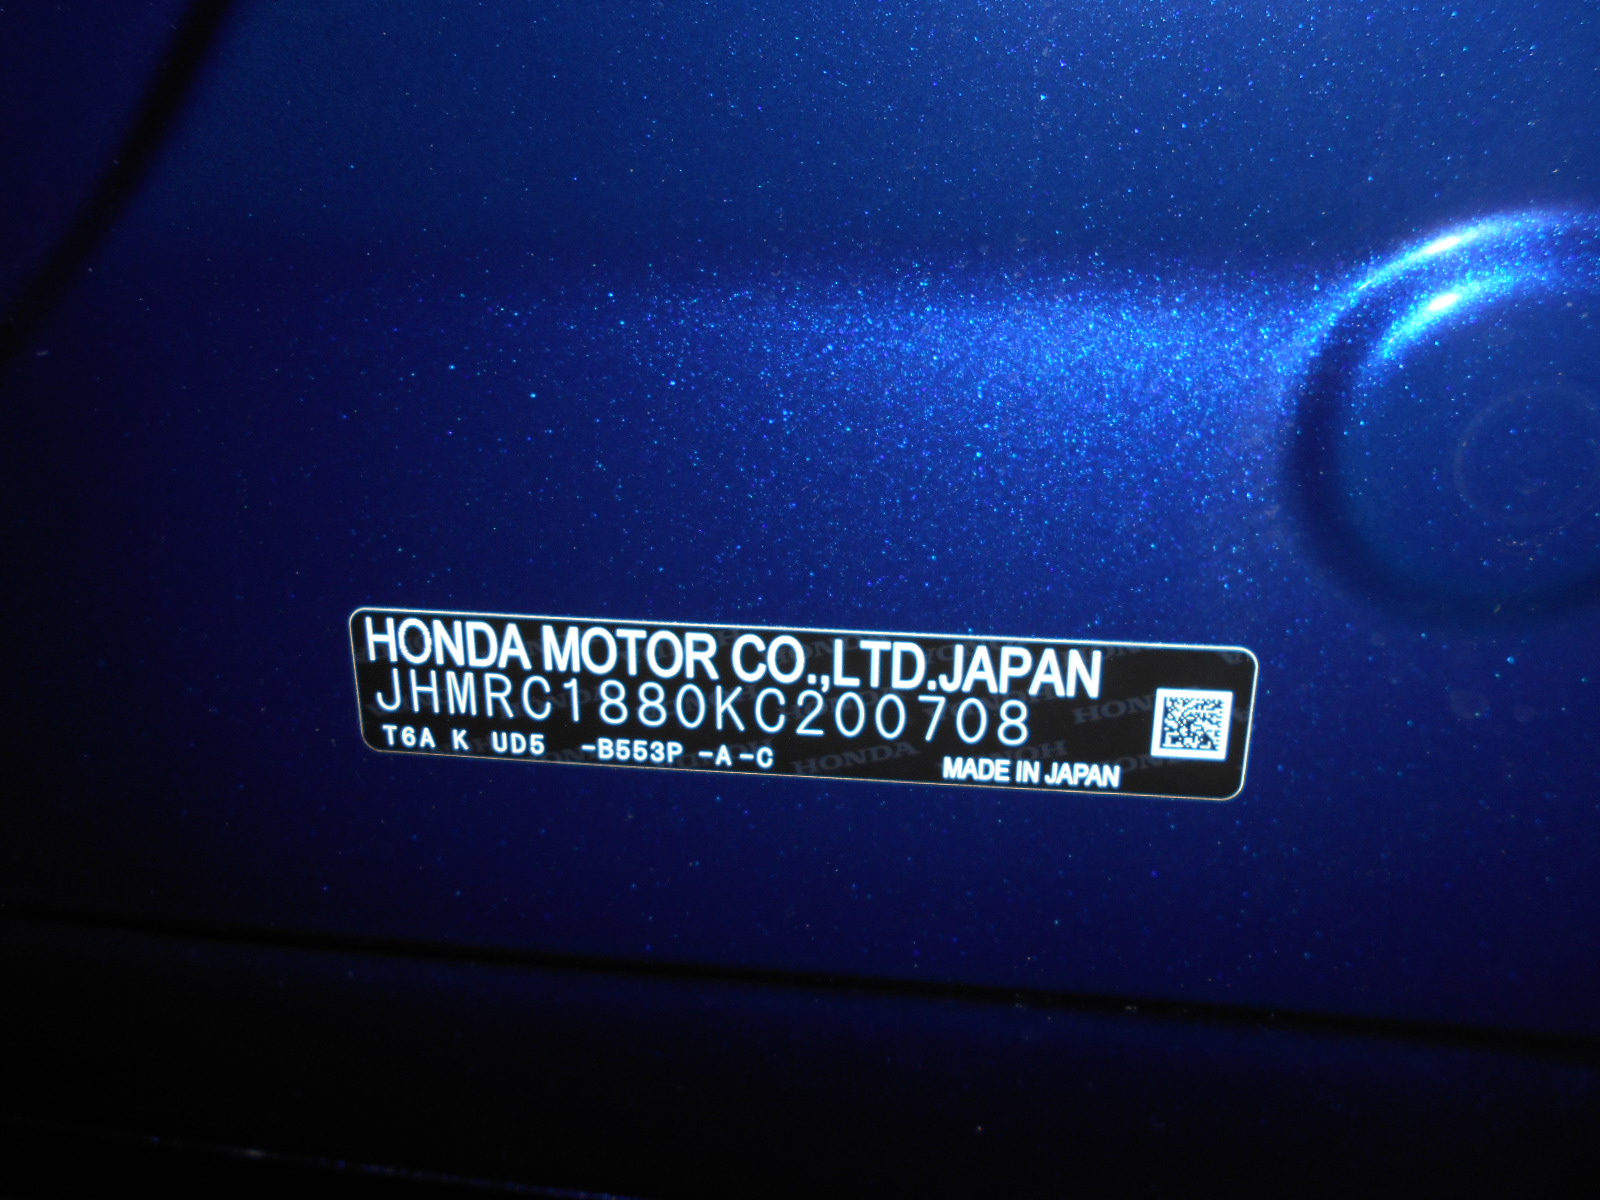 HONDA MOTOR CO.,LTD.JAPAN
JHMRC1880KC200708
T6A K UD5 -B553P -A-C
MADE IN JAPAN